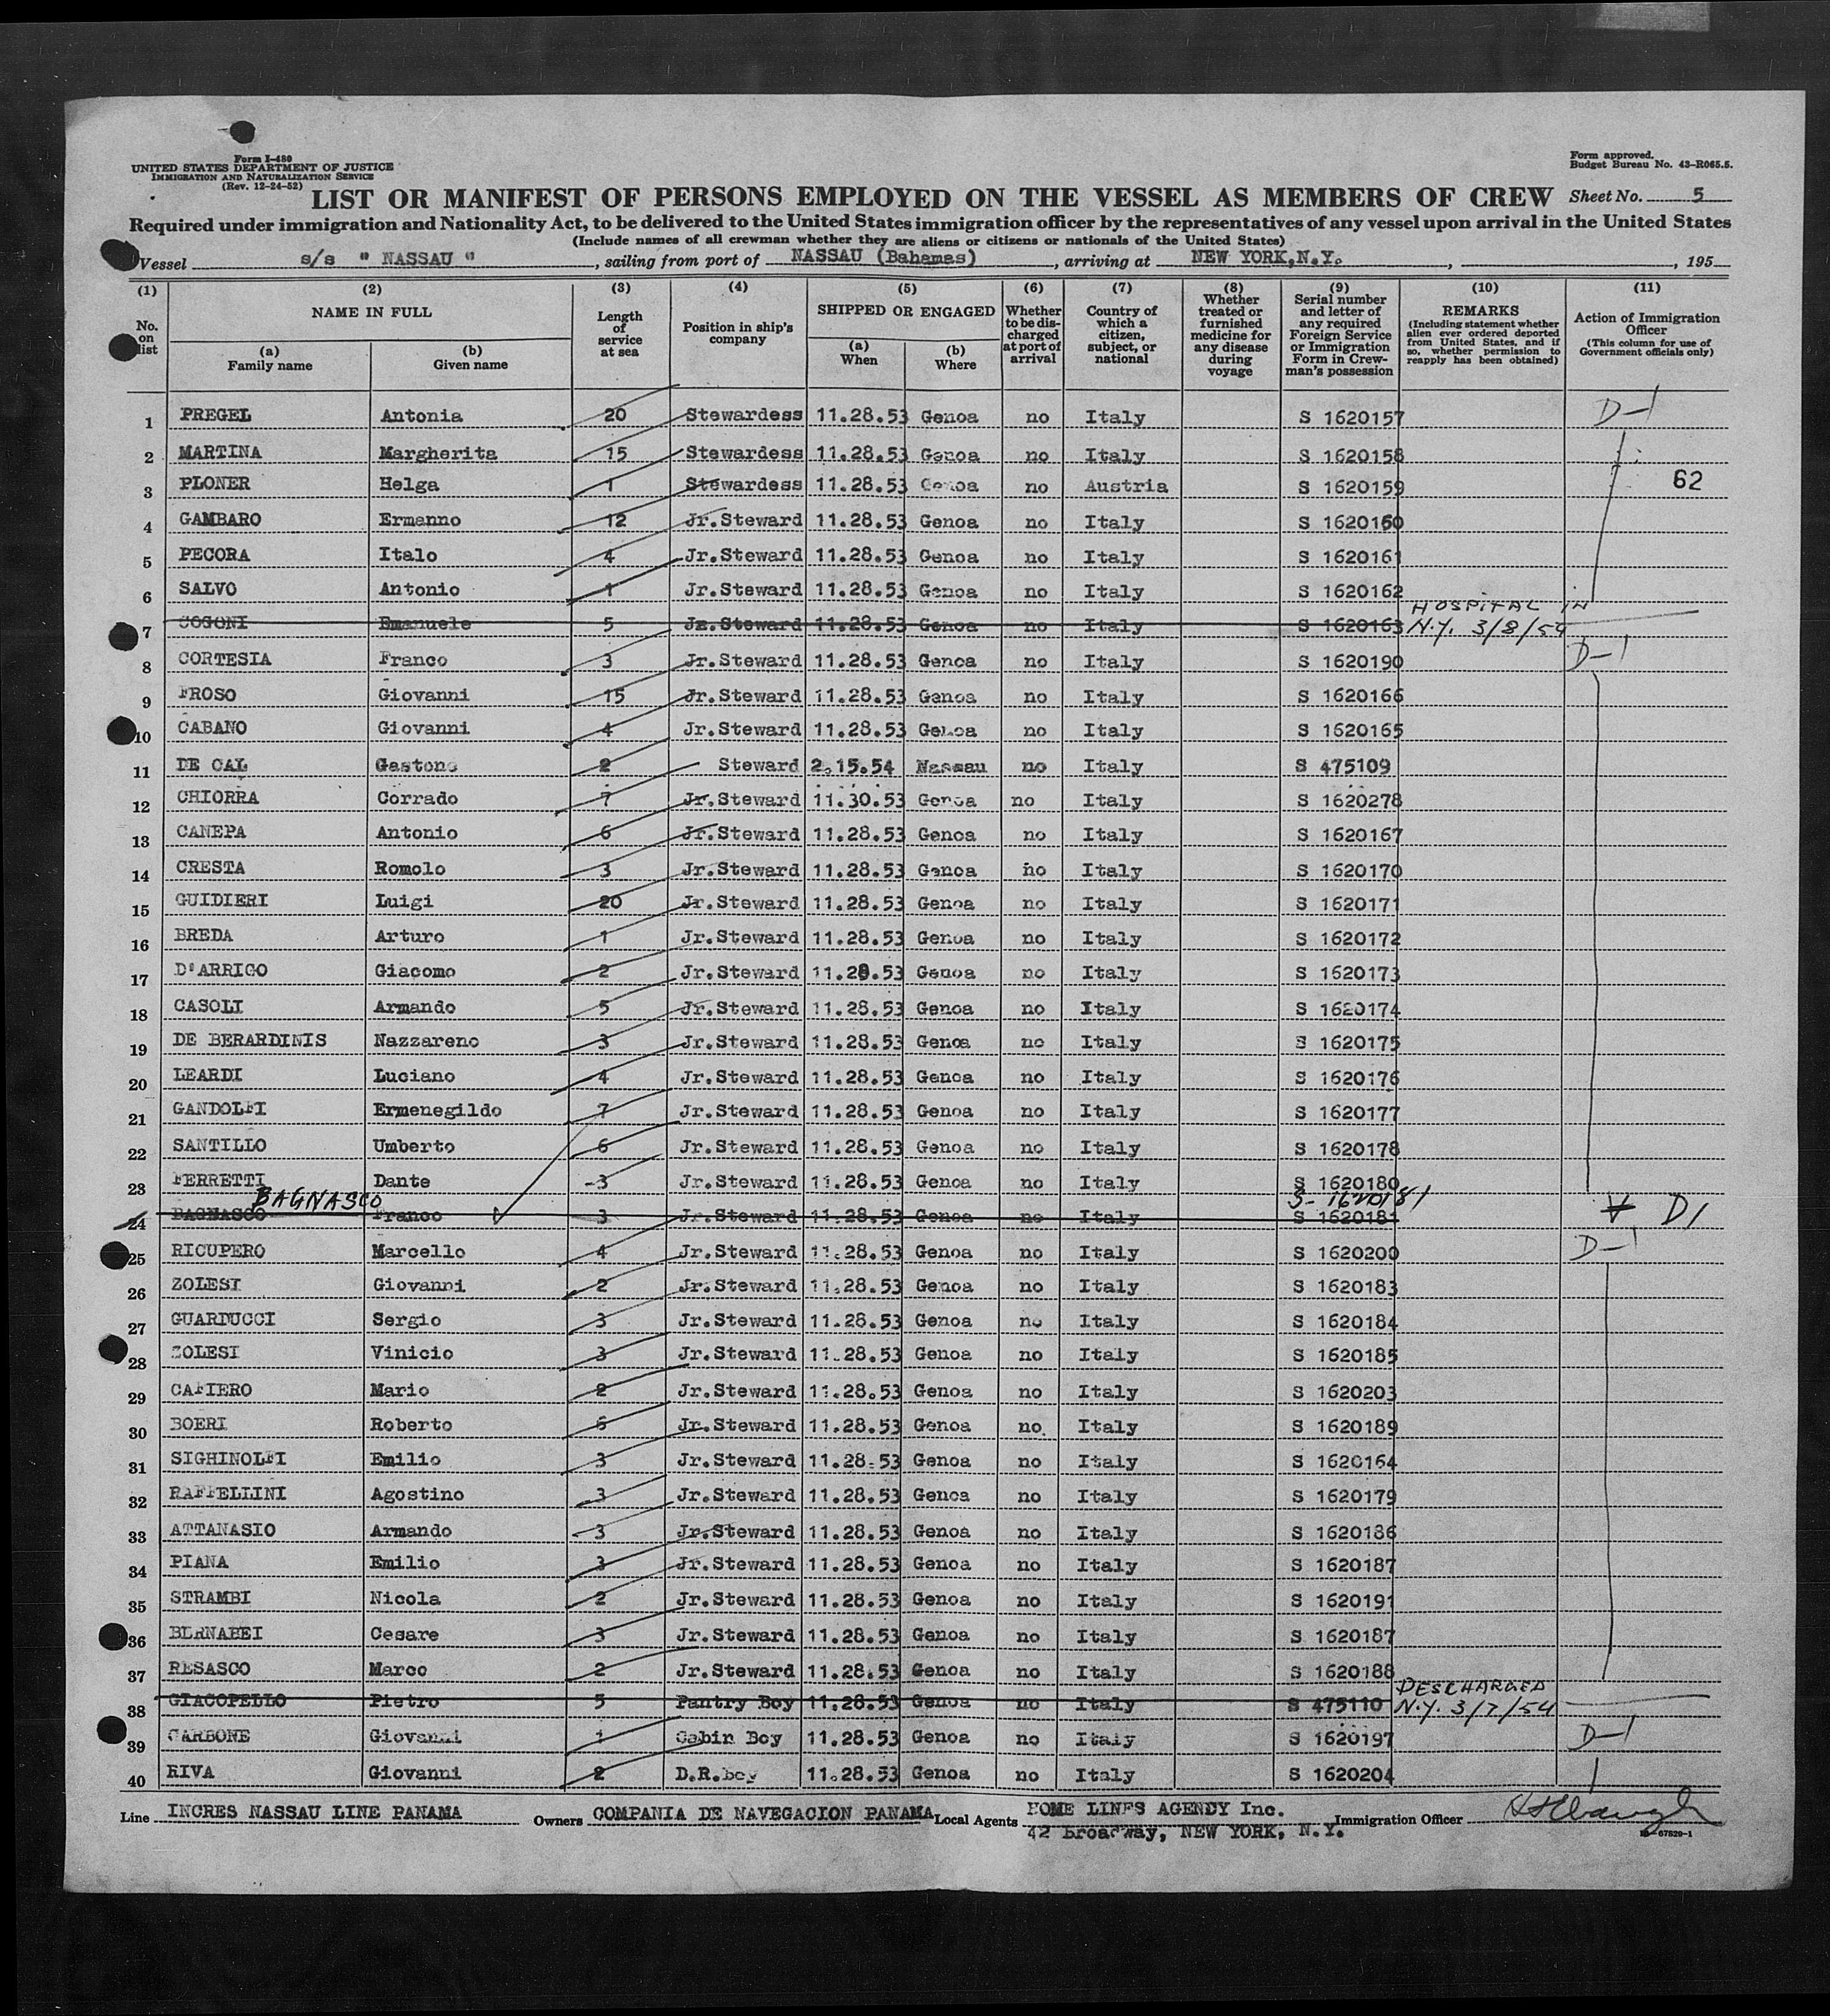 Form I-480
UNITED STATES DEPARTMENT OF JUSTICE
IMMIGRATION AND NATURALIZATION SERVICE
(Rev. 12-24-52)
Form approved.
Budget Bureau No. 43-R065.5.
LIST OR MANIFEST OF PERSONS EMPLOYED ON THE VESSEL AS MEMBERS OF CREW
Sheet No. 5
Required under immigration and Nationality Act, to be delivered to the United States immigration officer by the representatives of any vessel upon arrival in the United States
(Include names of all crewman whether they are aliens or citizens or nationals of the United States)
Vessel s/s " NASSAU ", sailing from port of NASSAU (Bahamas), arriving at NEW YORK,N.Y., , 195
(1) No. on list
(2) NAME IN FULL
(a) Family name
(b) Given name
(3) Length of service at sea
(4) Position in ship's company
(5) SHIPPED OR ENGAGED
(a) When
(b) Where
(6) Whether to be discharged at port of arrival
(7) Country of which a citizen, subject, or national
(8) Whether treated or furnished medicine for any disease during voyage
(9) Serial number and letter of any required Foreign Service or Immigration Form in Crewman's possession
(10) REMARKS (Including statement whether alien ever ordered deported from United States, and if so, whether permission to reapply has been obtained)
(11) Action of Immigration Officer (This column for use of Government officials only)
1 PREGEL Antonia 20 Stewardess 11.28.53 Genoa no Italy S 1620157 D-1
2 MARTINA Margherita 15 Stewardess 11.28.53 Genoa no Italy S 1620158
3 PLONER Helga 1 Stewardess 11.28.53 Genoa no Austria S 1620159 62
4 GAMBARO Ermanno 12 Jr.Steward 11.28.53 Genoa no Italy S 1620160
5 PECORA Italo 4 Jr.Steward 11.28.53 Genoa no Italy S 1620161
6 SALVO Antonio 1 Jr.Steward 11.28.53 Genoa no Italy S 1620162
7 COSONI Emanuele 5 Jr.Steward 11.28.53 Genoa no Italy S 1620163 HOSPITAL IN N.Y. 3/8/54
8 CORTESIA Franco 3 Jr.Steward 11.28.53 Genoa no Italy S 1620190 D-1
9 FROSO Giovanni 15 Jr.Steward 11.28.53 Genoa no Italy S 1620166
10 CABANO Giovanni 4 Jr.Steward 11.28.53 Genoa no Italy S 1620165
11 DE CAL Gastone 2 Steward 2.15.54 Nassau no Italy S 475109
12 CHIORRA Corrado 7 Jr.Steward 11.30.53 Genoa no Italy S 1620278
13 CANEPA Antonio 6 Jr.Steward 11.28.53 Genoa no Italy S 1620167
14 CRESTA Romolo 3 Jr.Steward 11.28.53 Genoa no Italy S 1620170
15 GUIDIERI Luigi 20 Jr.Steward 11.28.53 Genoa no Italy S 1620171
16 BREDA Arturo 1 Jr.Steward 11.28.53 Genoa no Italy S 1620172
17 D'ARRIGO Giacomo 2 Jr.Steward 11.28.53 Genoa no Italy S 1620173
18 CASOLI Armando 5 Jr.Steward 11.28.53 Genoa no Italy S 1620174
19 DE BERARDINIS Nazzareno 3 Jr.Steward 11.28.53 Genoa no Italy S 1620175
20 LEARDI Luciano 4 Jr.Steward 11.28.53 Genoa no Italy S 1620176
21 GANDOLFI Ermenegildo 7 Jr.Steward 11.28.53 Genoa no Italy S 1620177
22 SANTILLO Umberto 6 Jr.Steward 11.28.53 Genoa no Italy S 1620178
23 FERRETTI Dante 3 Jr.Steward 11.28.53 Genoa no Italy S 1620180
BAGNASCO S-1620181
24 BAGNASCO Franco 3 Jr.Steward 11.28.53 Genoa no Italy S 1620181 D1
25 RICUPERO Marcello 4 Jr.Steward 11.28.53 Genoa no Italy S 1620200 D-1
26 ZOLESI Giovanni 2 Jr.Steward 11.28.53 Genoa no Italy S 1620183
27 GUARDUCCI Sergio 3 Jr.Steward 11.28.53 Genoa no Italy S 1620184
28 ZOLESI Vinicio 3 Jr.Steward 11.28.53 Genoa no Italy S 1620185
29 CAFIERO Mario 2 Jr.Steward 11.28.53 Genoa no Italy S 1620203
30 BOERI Roberto 6 Jr.Steward 11.28.53 Genoa no Italy S 1620189
31 SIGHINOLFI Emilio 3 Jr.Steward 11.28.53 Genoa no Italy S 1620164
32 RAFFELLINI Agostino 3 Jr.Steward 11.28.53 Genoa no Italy S 1620179
33 ATTANASIO Armando 3 Jr.Steward 11.28.53 Genoa no Italy S 1620186
34 PIANA Emilio 3 Jr.Steward 11.28.53 Genoa no Italy S 1620187
35 STRAMBI Nicola 2 Jr.Steward 11.28.53 Genoa no Italy S 1620191
36 BERNABEI Cesare 3 Jr.Steward 11.28.53 Genoa no Italy S 1620187
37 RESASCO Marco 2 Jr.Steward 11.28.53 Genoa no Italy S 1620188
38 GIACOPELLO Pietro 5 Pantry Boy 11.28.53 Genoa no Italy S 475110 DESCHARGED N.Y. 3/7/54
39 CARBONE Giovanni 1 Cabin Boy 11.28.53 Genoa no Italy S 1620197 D-1
40 RIVA Giovanni 2 D.R.boy 11.28.53 Genoa no Italy S 1620204
Line INCRES NASSAU LINE PANAMA Owners COMPANIA DE NAVEGACION PANAMA Local Agents HOME LINES AGENDY Inc. Immigration Officer
42 Broadway, NEW YORK, N.Y.
16-67529-1